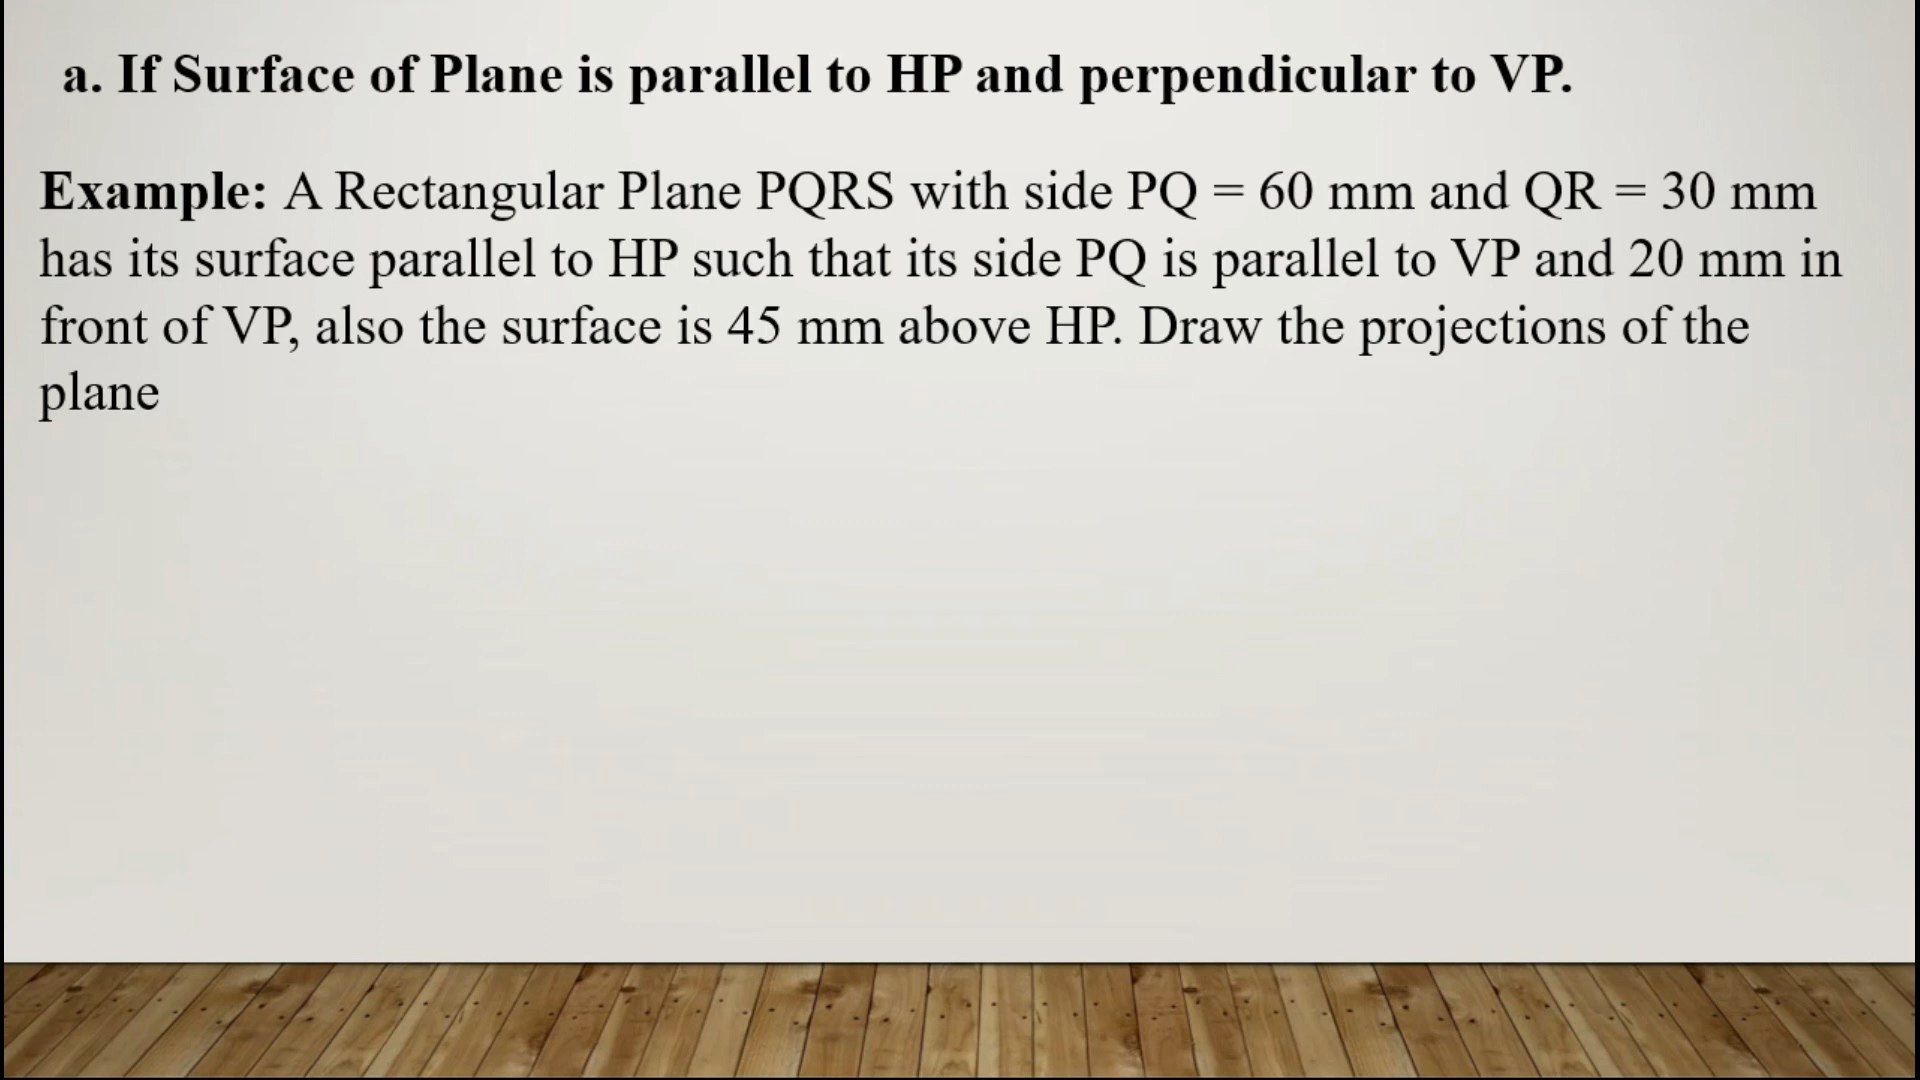 a. If Surface of Plane is parallel to HP and perpendicular to VP.
Example: A Rectangular Plane PQRS with side PQ = 60 mm and QR = 30 mm
has its surface parallel to HP such that its side PQ is parallel to VP and 20 mm in
front of VP, also the surface is 45 mm above HP. Draw the projections of the
plane